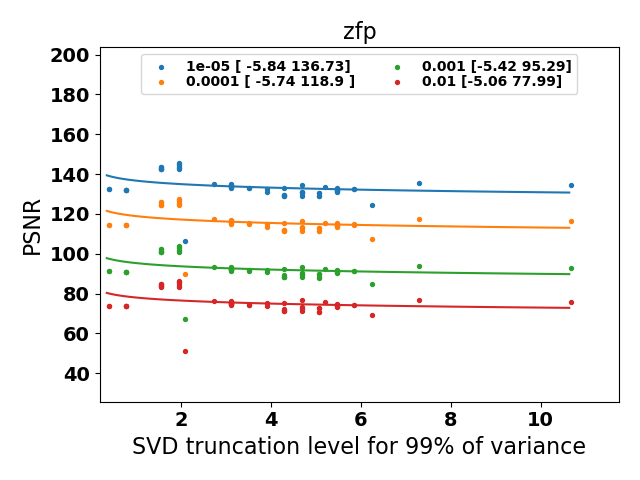 zfp
1e-05 [ -5.84 136.73]
0.0001 [ -5.74 118.9 ]
0.001 [-5.42 95.29]
0.01 [-5.06 77.99]
200
180
160
140
120
100
80
60
40
PSNR
2 4 6 8 10
SVD truncation level for 99% of variance